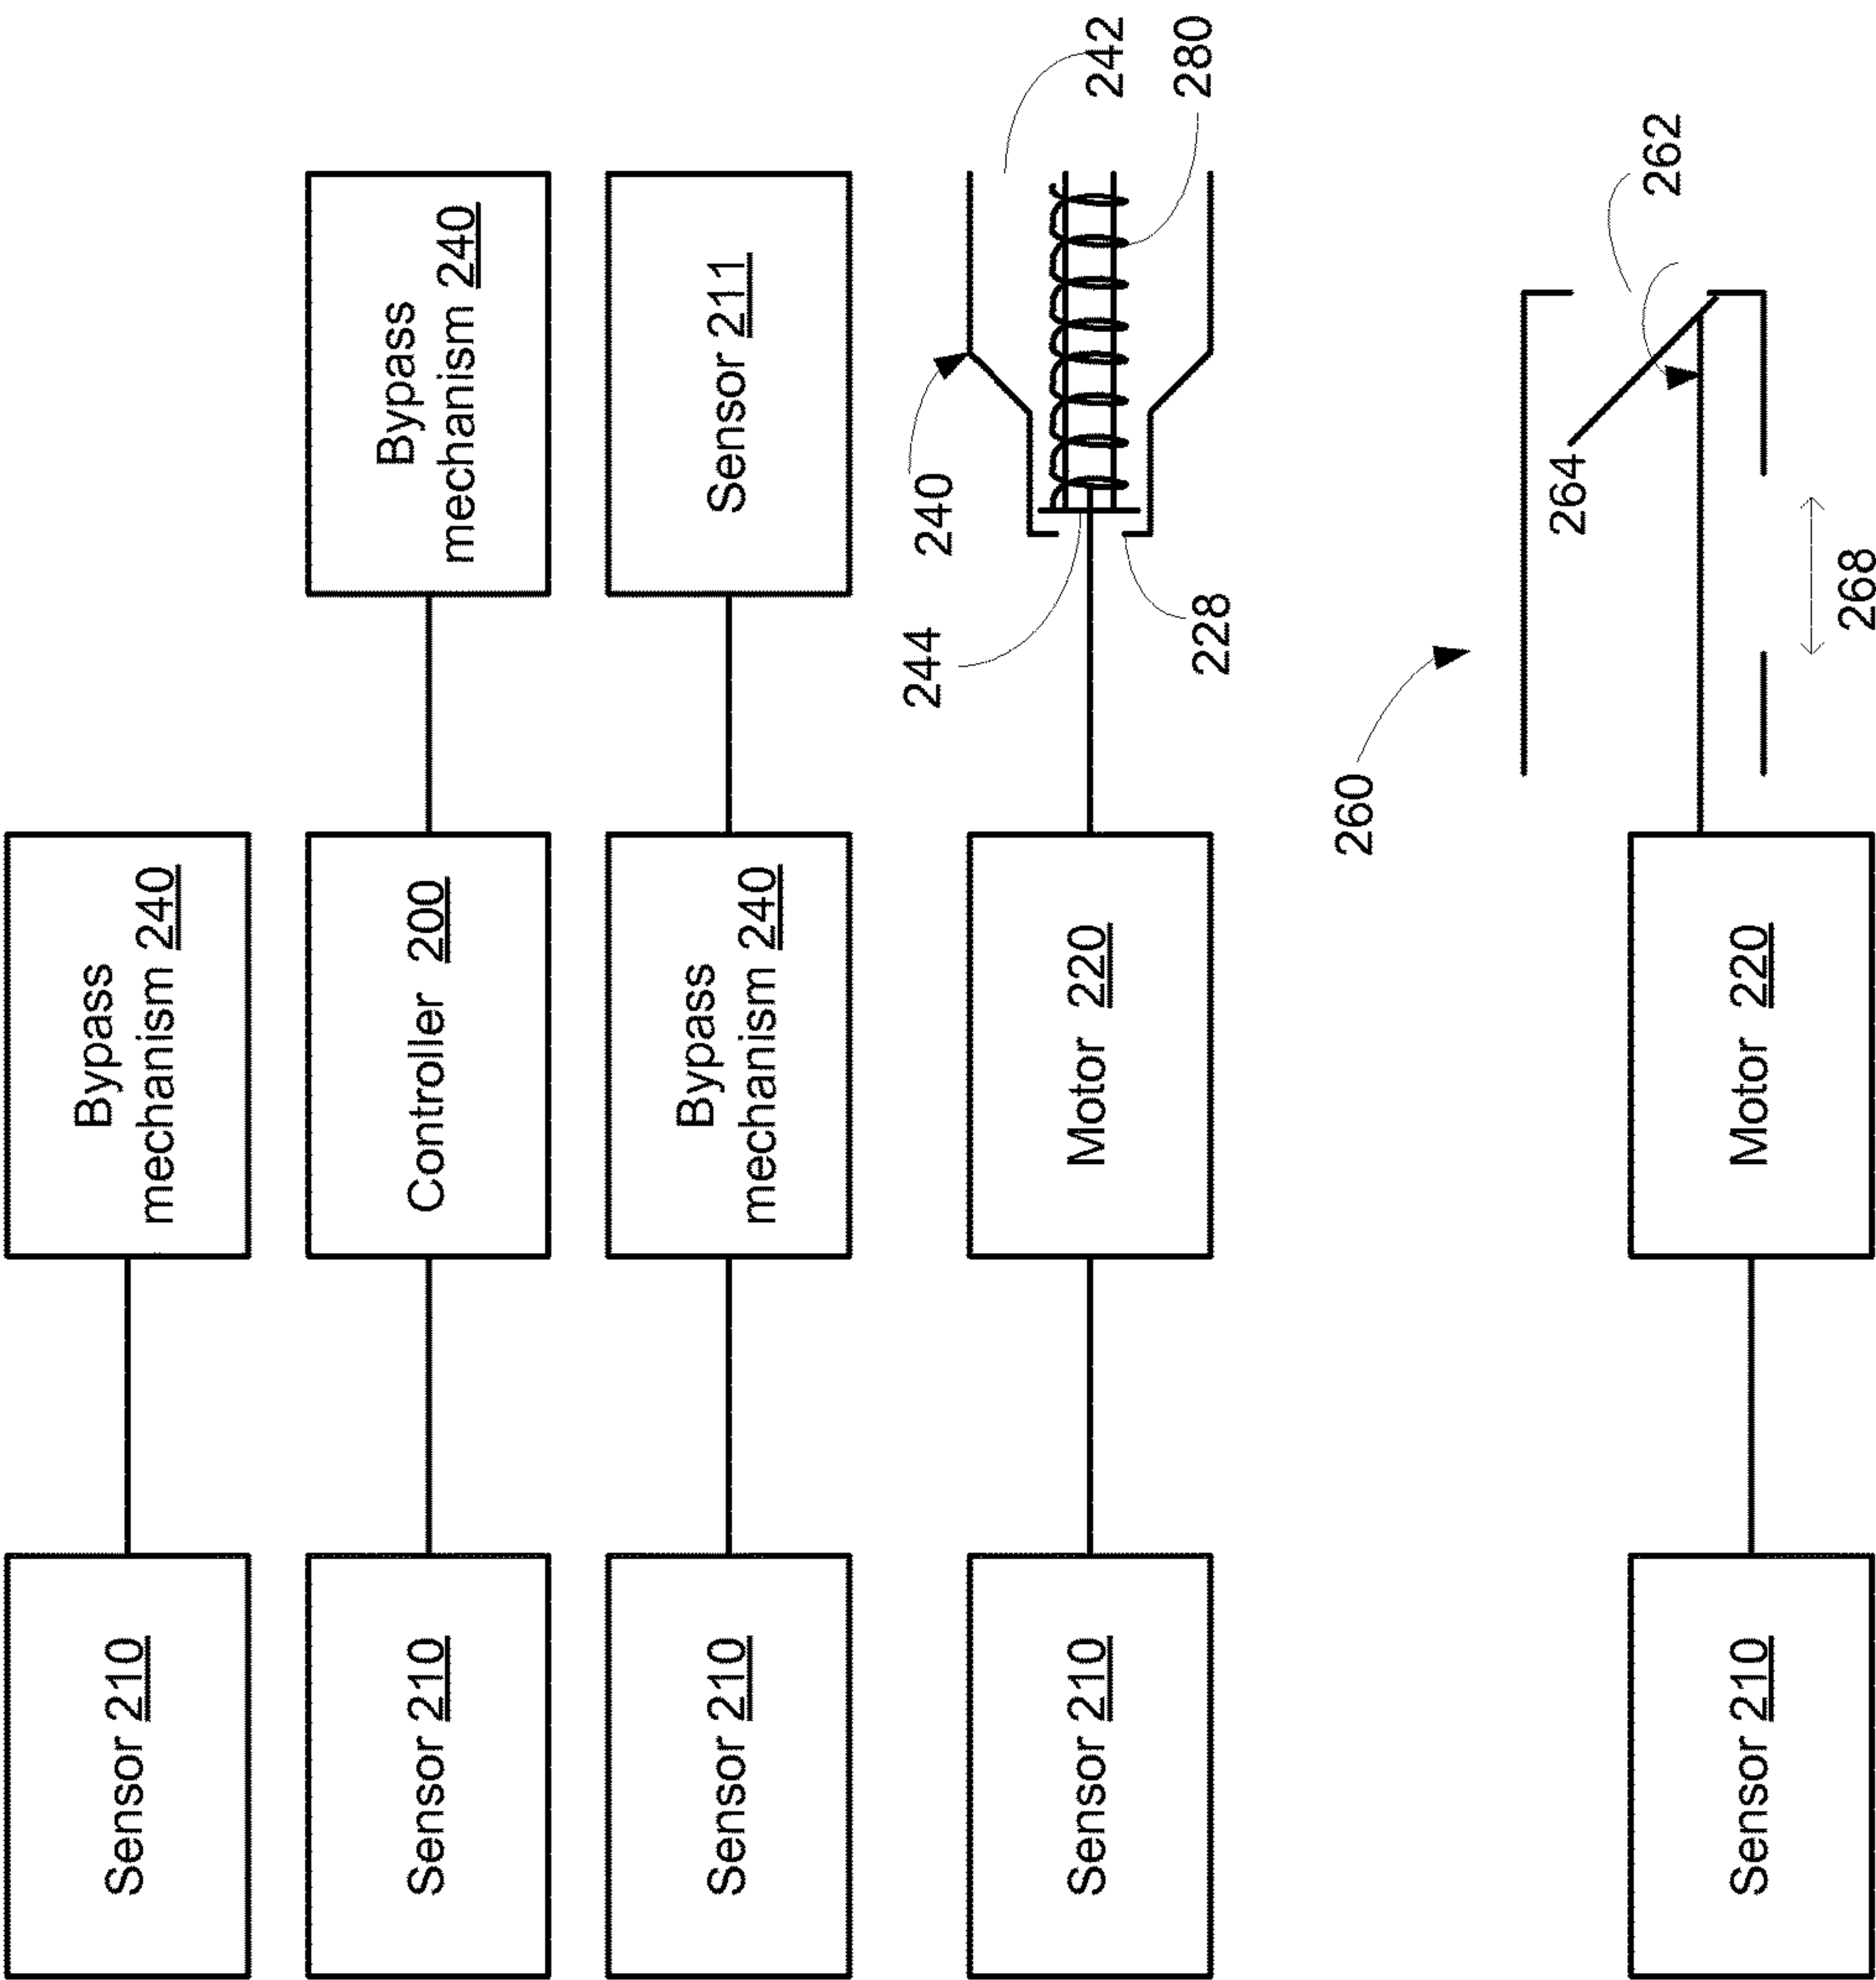 Sensor 210
Bypass
mechanism 240
Sensor 210
Controller 200
Bypass
mechanism 240
Sensor 210
Bypass
mechanism 240
Sensor 211
Sensor 210
Motor 220
244
240
228
242
280
260
264
262
Sensor 210
Motor 220
268